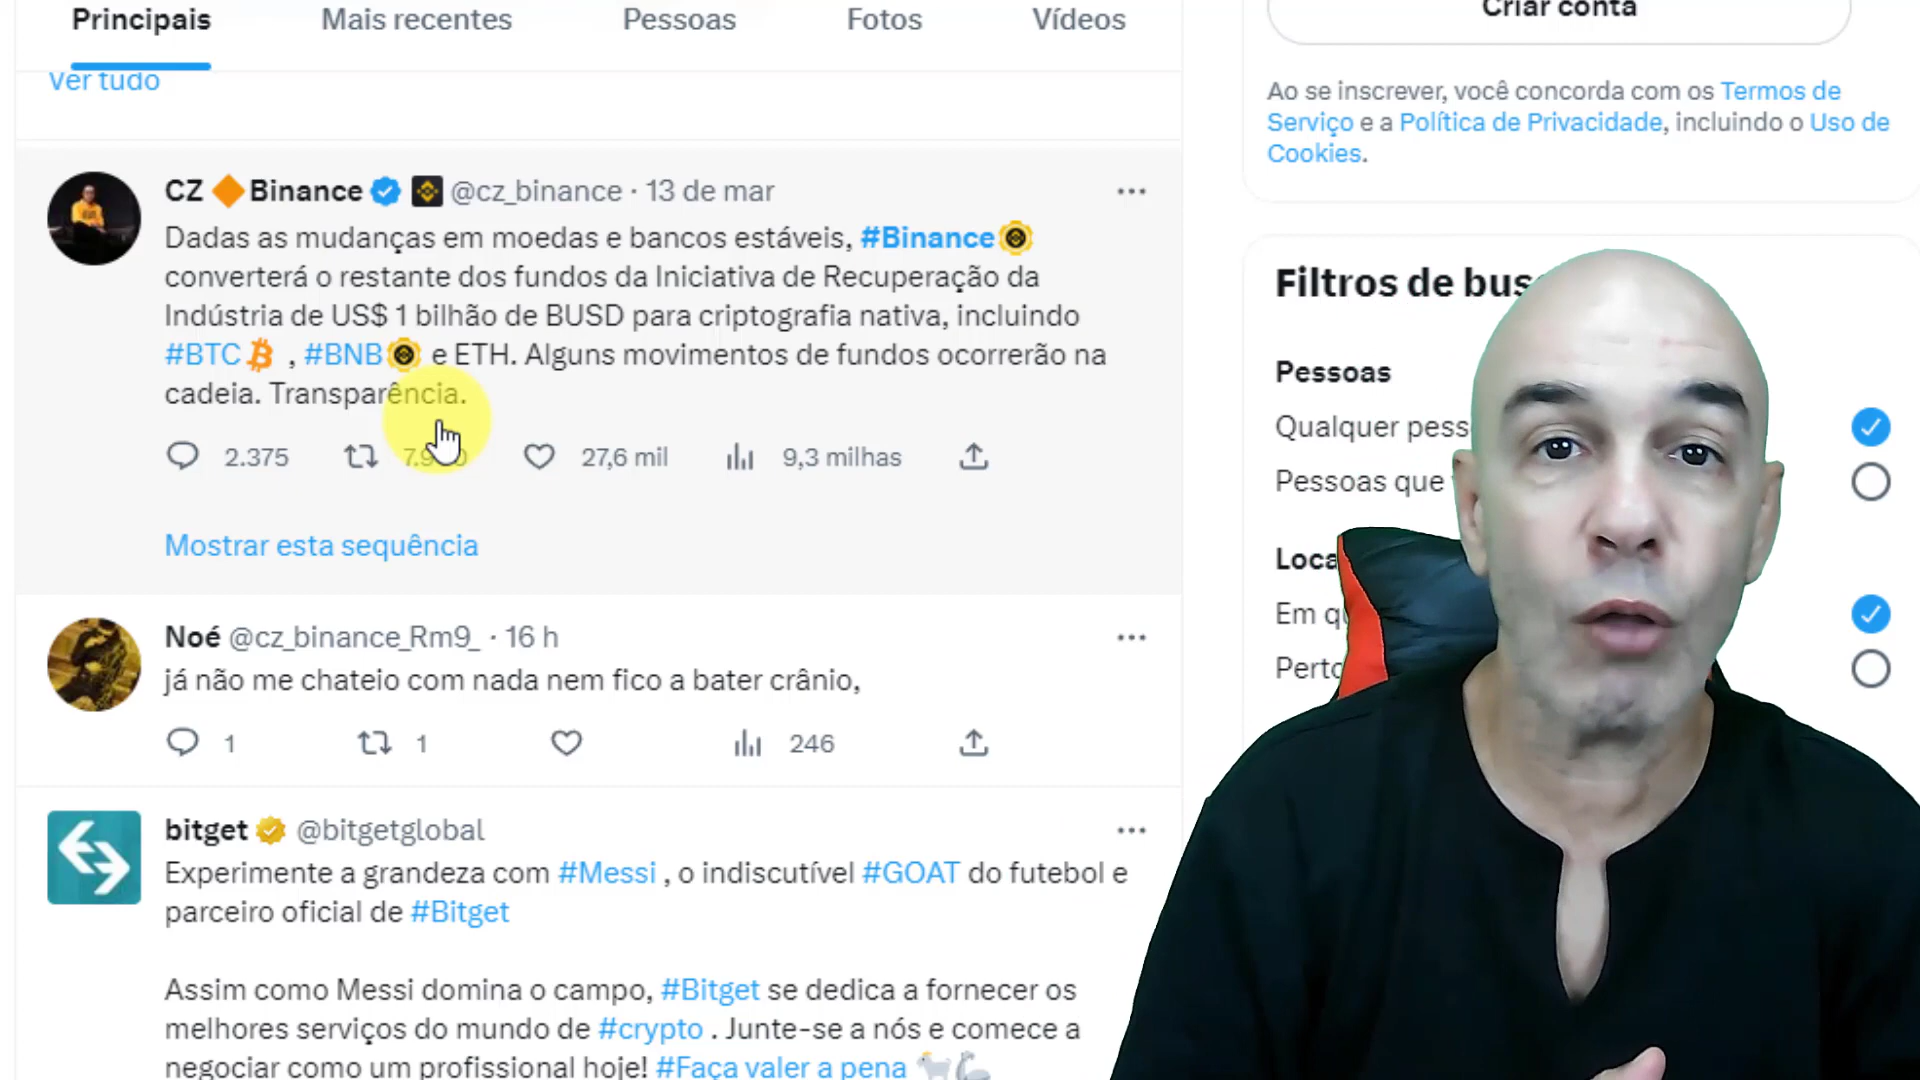 Principais Mais recentes Pessoas Fotos Vídeos
Ver tudo
CZ Binance @cz_binance · 13 de mar
Dadas as mudanças em moedas e bancos estáveis, #Binance
converterá o restante dos fundos da Iniciativa de Recuperação da
Indústria de US$ 1 bilhão de BUSD para criptografia nativa, incluindo
#BTC , #BNB e ETH. Alguns movimentos de fundos ocorrerão na
cadeia. Transparência.
2.375 27,6 mil 9,3 milhas
Mostrar esta sequência
Noé @cz_binance_Rm9_ · 16 h
já não me chateio com nada nem fico a bater crânio,
1 1 246
bitget @bitgetglobal
Experimente a grandeza com #Messi , o indiscutível #GOAT do futebol e
parceiro oficial de #Bitget
Assim como Messi domina o campo, #Bitget se dedica a fornecer os
melhores serviços do mundo de #crypto . Junte-se a nós e comece a
negociar como um profissional hoje! #Faça valer a pena
Criar conta
Ao se inscrever, você concorda com os Termos de
Serviço e a Política de Privacidade, incluindo o Uso de
Cookies.
Filtros de bus
Pessoas
Qualquer pess
Pessoas que
Loca
Em q
Perto